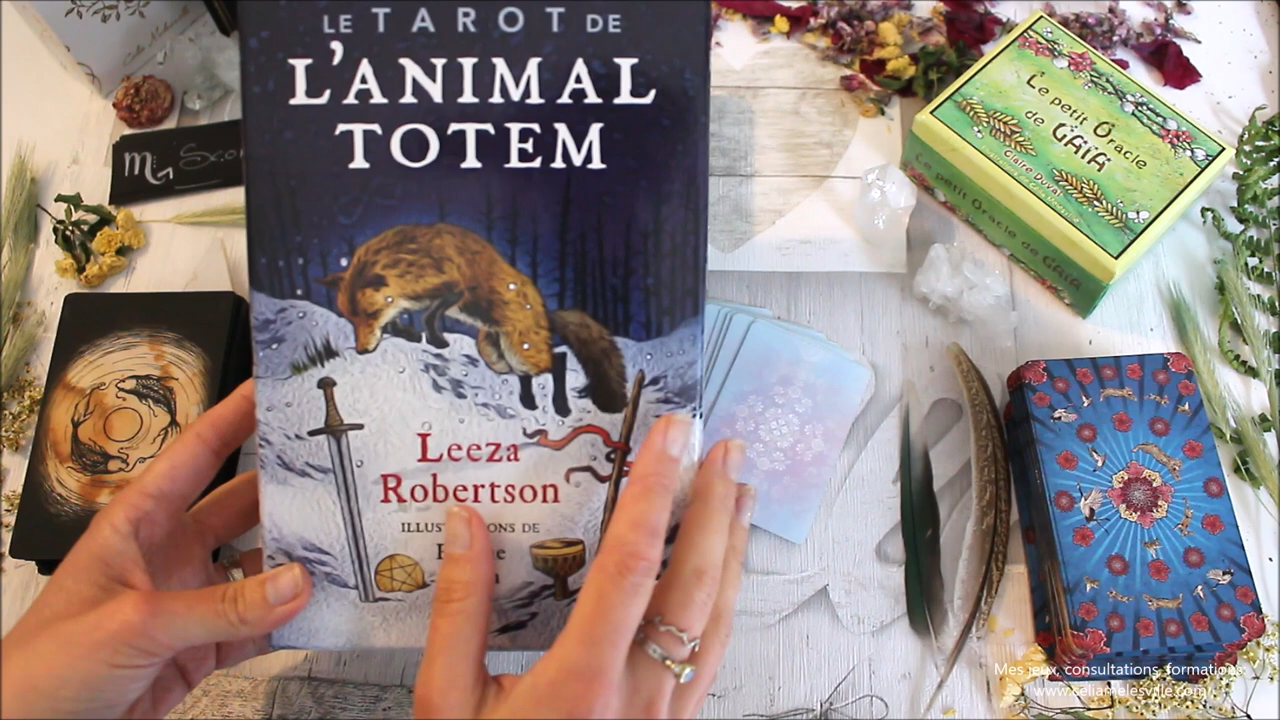 LE TAROT DE
L'ANIMAL
TOTEM
Leeza
Robertson
DE
Le petit Oracle
de GAÏA
Claire Duval
Le petit Oracle de GAÏA
Mes jeux, consultations, formations:
www.celiamelesville.com